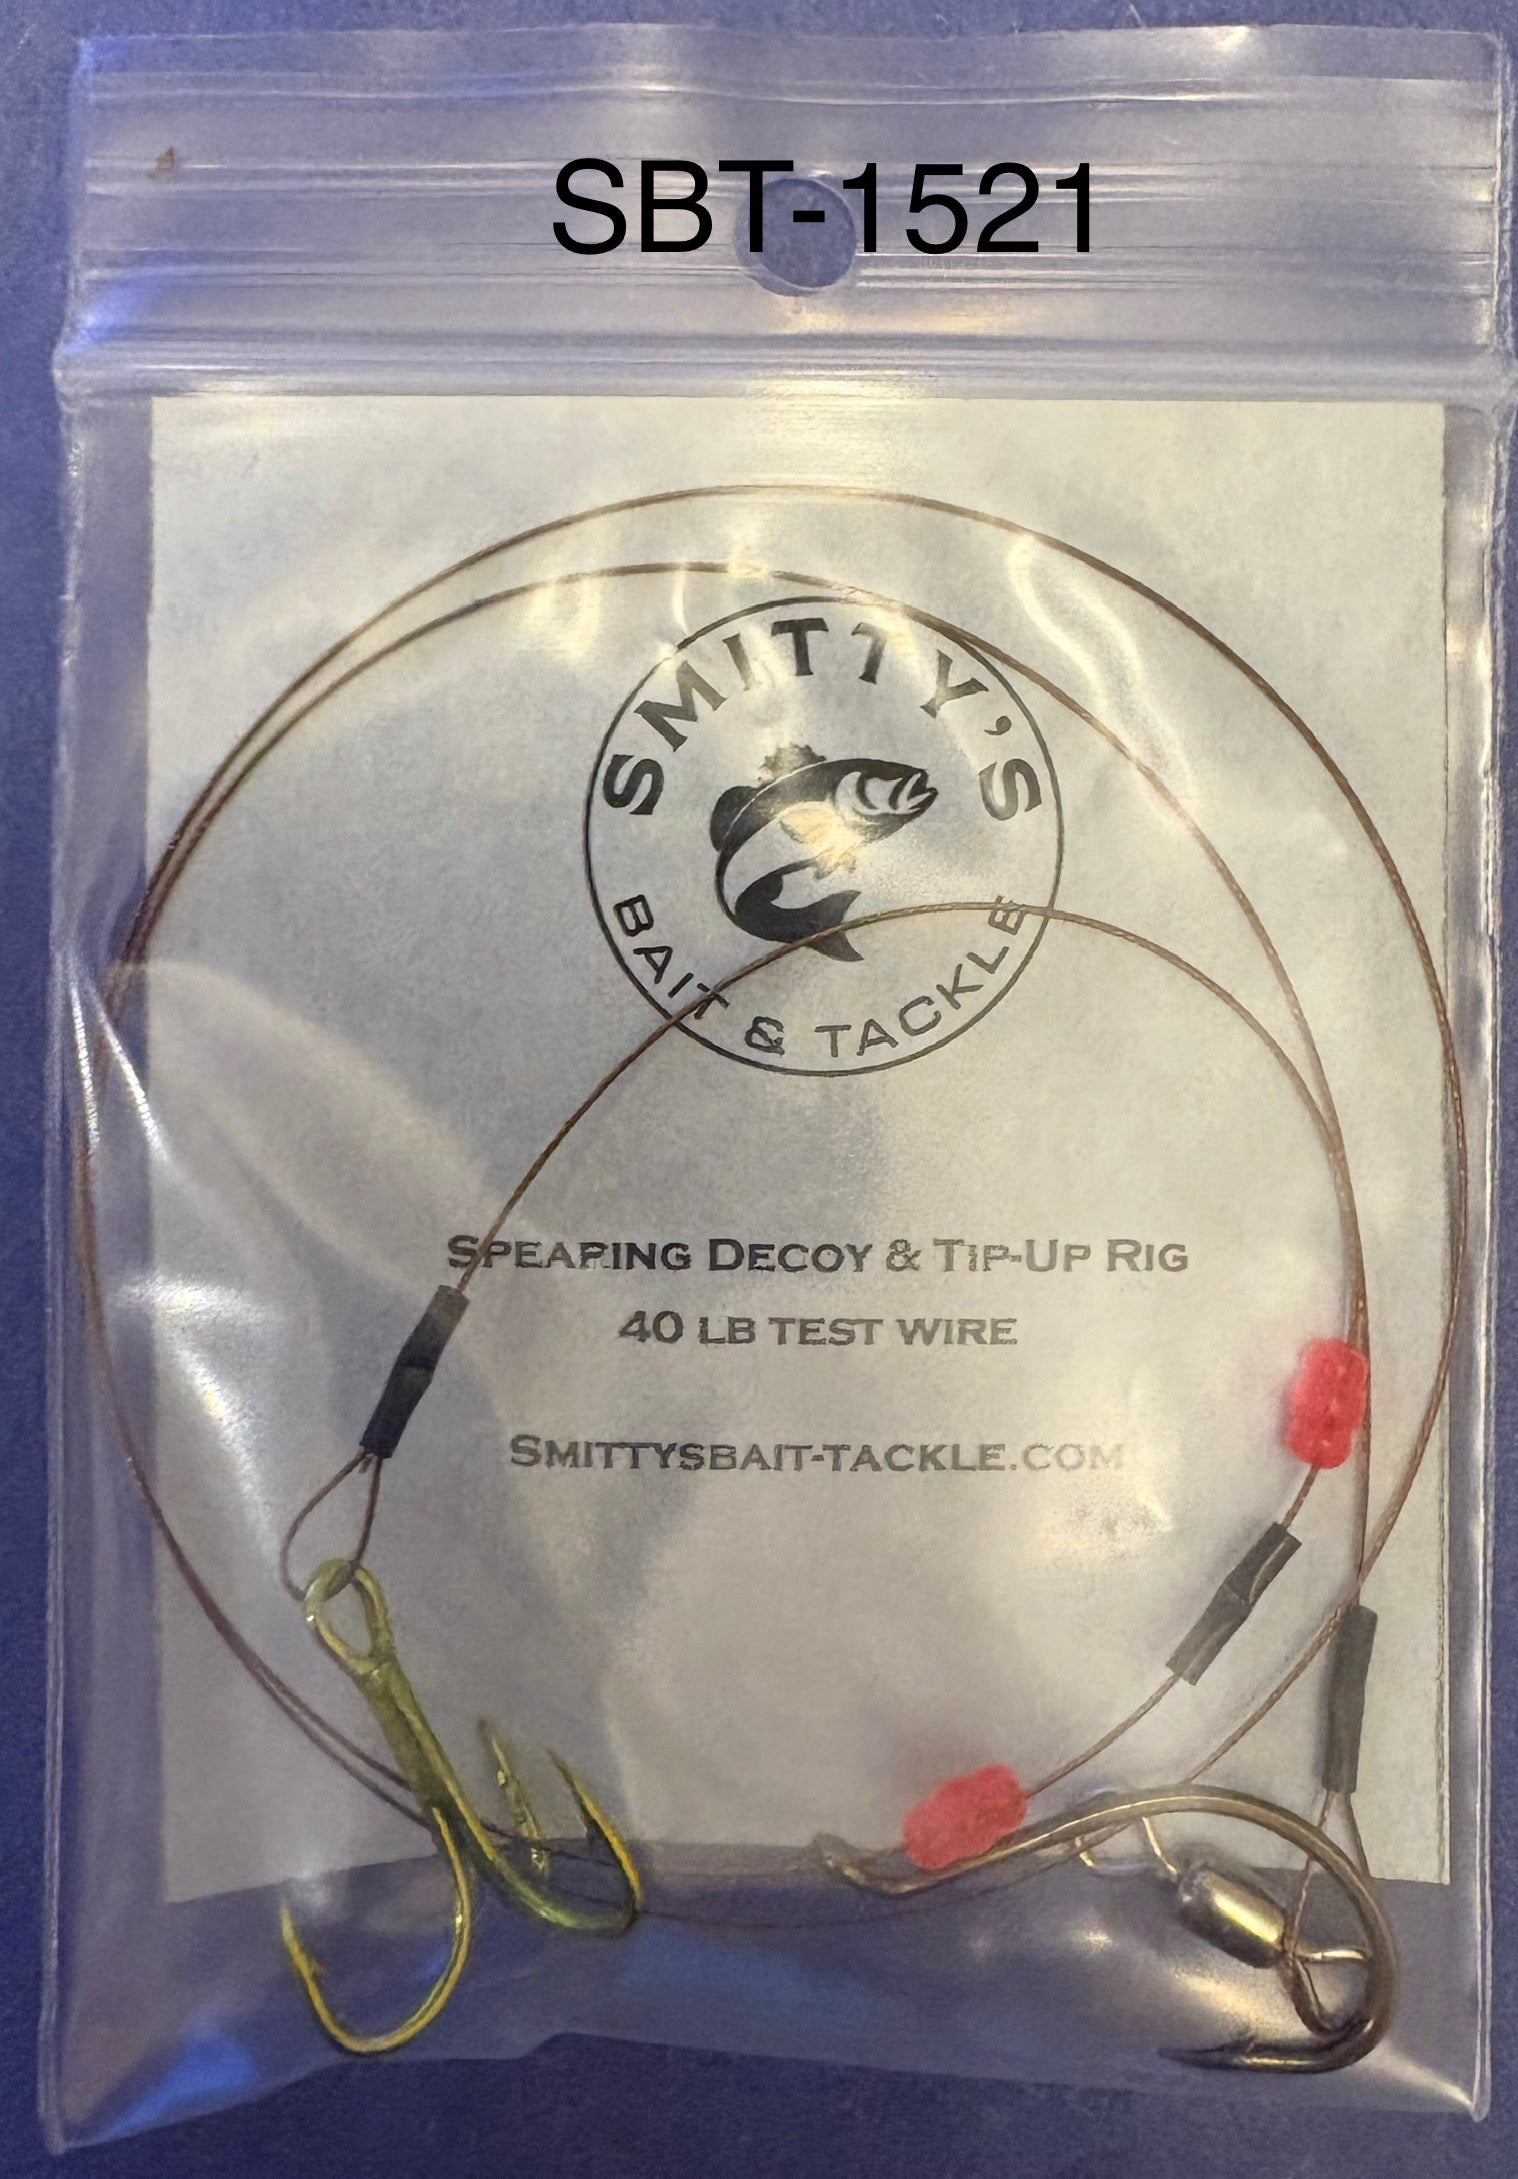 SBT-1521
SMITTY'S
BAIT & TACKLE
SPEARING DECOY & TIP-UP RIG
40 LB TEST WIRE
SMITTYSBAIT-TACKLE.COM